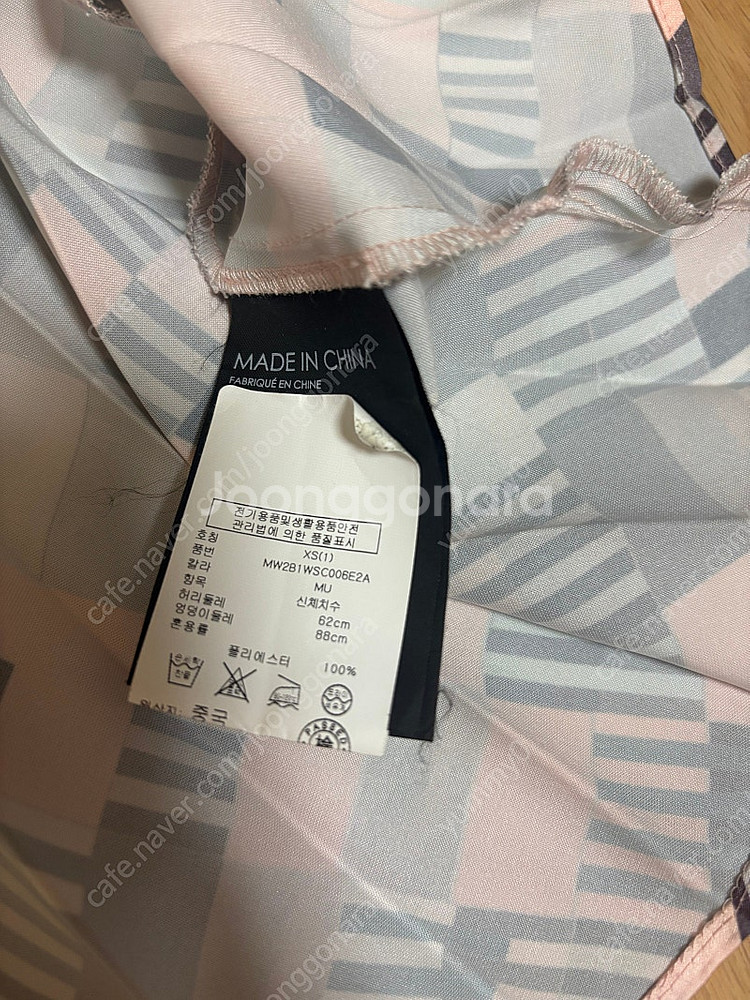 MADE IN CHINA
FABRIQUÉ EN CHINE
전기용품및생활용품안전
관리법에 의한 품질표시
호칭 XS(1)
품번 MW2B1WSC006E2A
칼라 MU
항목 신체치수
허리둘레 62cm
엉덩이둘레 88cm
혼용률
폴리에스터 100%
중국
PASSED
Joonggonara
cafe.naver.com/joonggonara